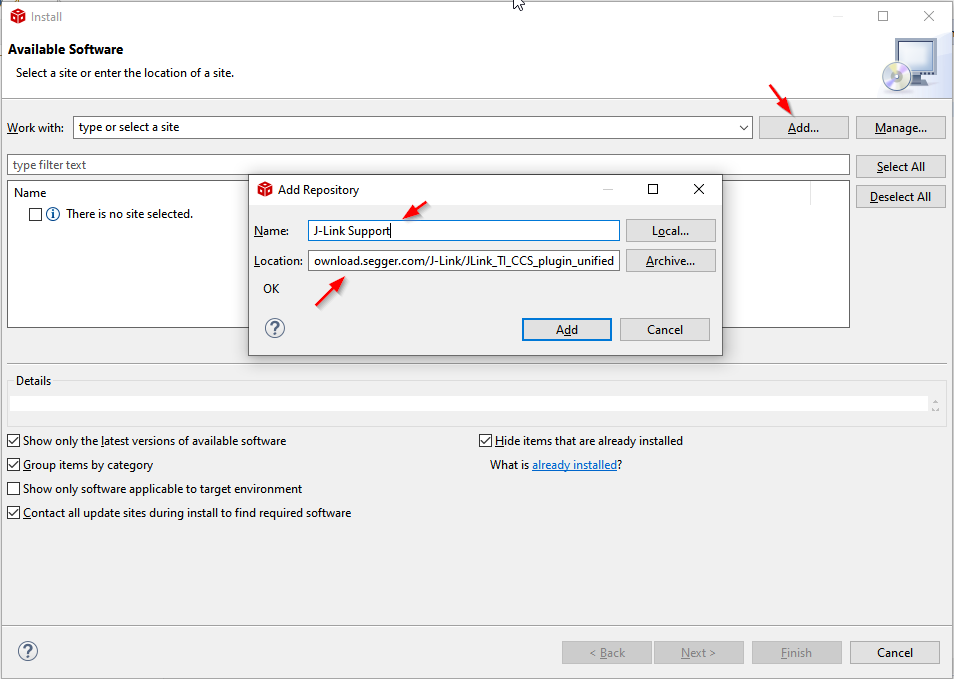 Install
Available Software
Select a site or enter the location of a site.
Work with: type or select a site Add... Manage...
type filter text Select All
Name Deselect All
There is no site selected.
Add Repository
Name: J-Link Support Local...
Location: ownload.segger.com/J-Link/JLink_TI_CCS_plugin_unified Archive...
OK
? Add Cancel
Details
Show only the latest versions of available software Hide items that are already installed
Group items by category What is already installed?
Show only software applicable to target environment
Contact all update sites during install to find required software
? < Back Next > Finish Cancel